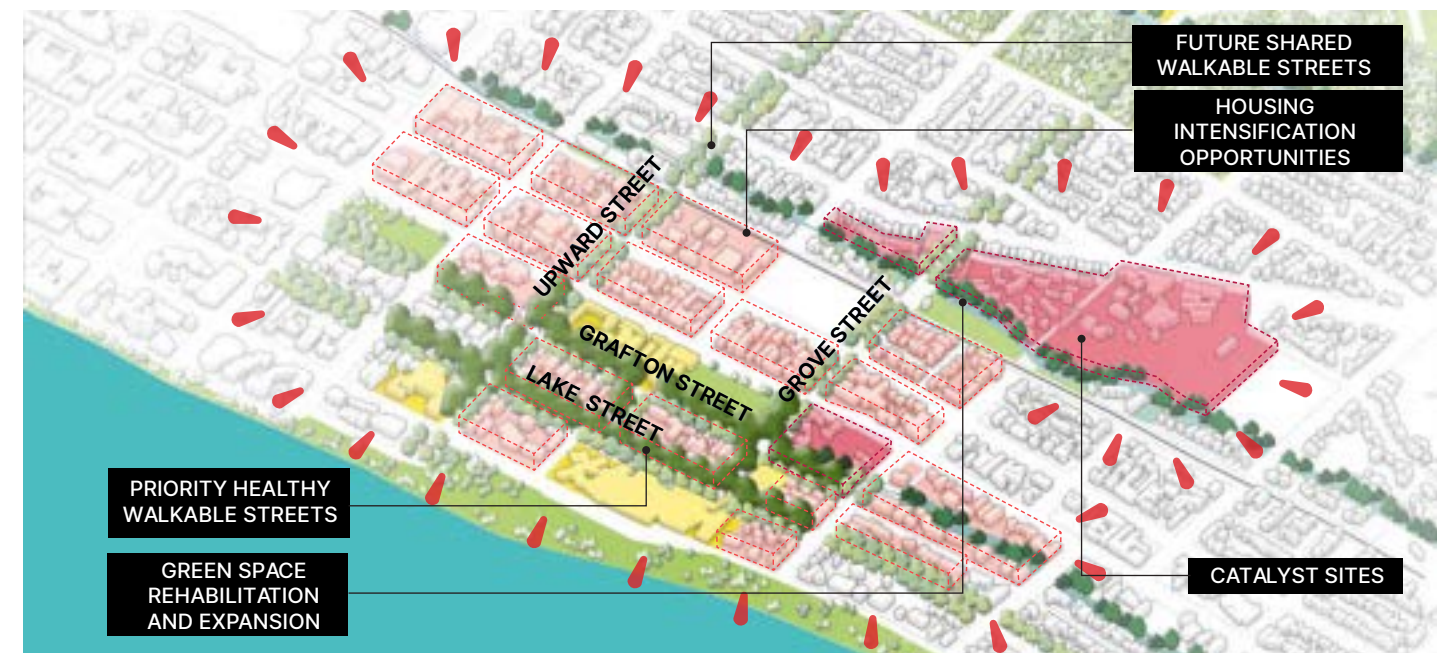 FUTURE SHARED
WALKABLE STREETS
HOUSING
INTENSIFICATION
OPPORTUNITIES
UPWARD STREET
GROVE STREET
GRAFTON STREET
LAKE STREET
PRIORITY HEALTHY
WALKABLE STREETS
GREEN SPACE
REHABILITATION
AND EXPANSION
CATALYST SITES